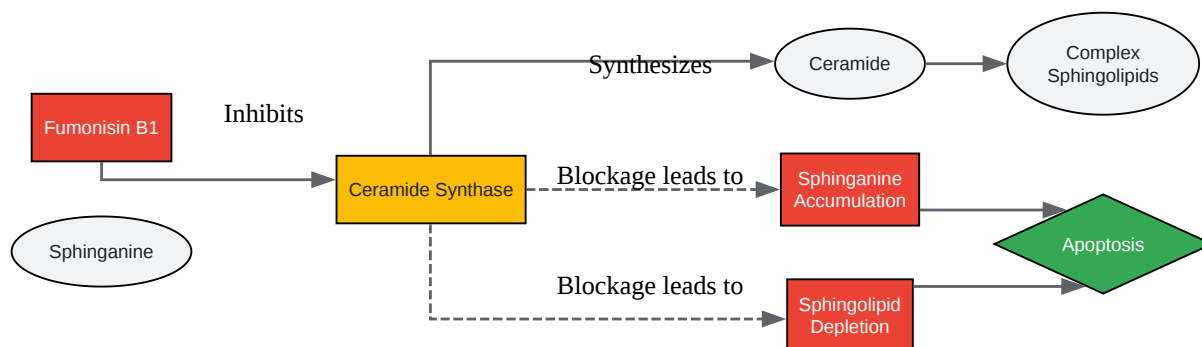 Synthesizes
Ceramide
Complex
Sphingolipids
Fumonisin B1
Inhibits
Ceramide Synthase
Blockage leads to
Sphinganine
Accumulation
Sphinganine
Apoptosis
Blockage leads to
Sphingolipid
Depletion